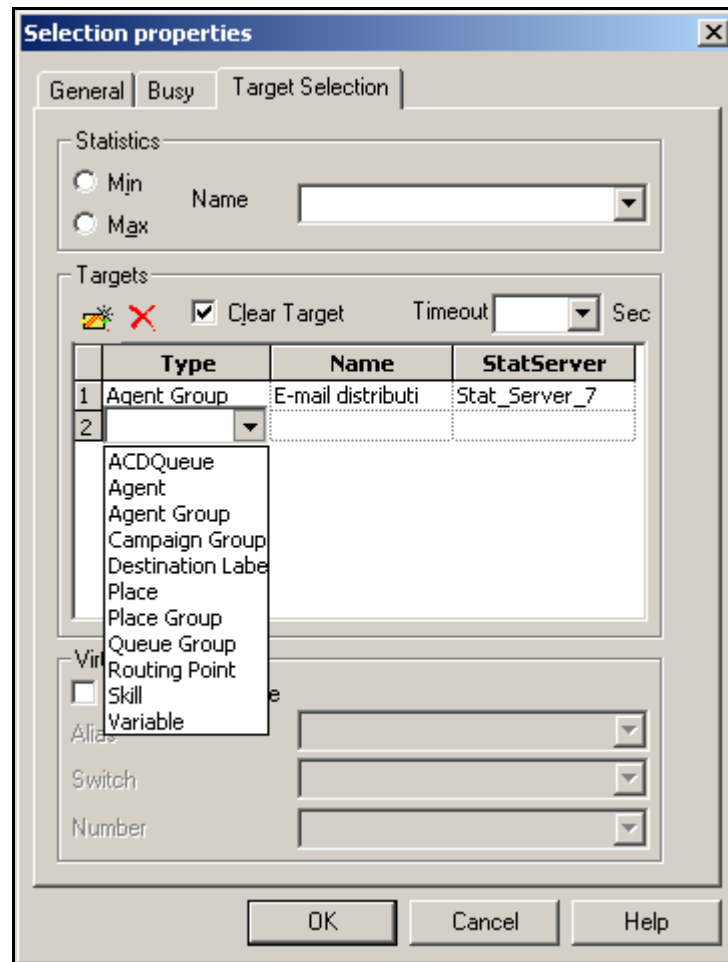 Selection properties
General Busy Target Selection
Statistics
Min
Name
Max
Targets
Clear Target Timeout Sec
Type Name StatServer
1 Agent Group E-mail distributi Stat_Server_7
2
ACDQueue
Agent
Agent Group
Campaign Group
Destination Labe
Place
Place Group
Queue Group
Routing Point
Skill
Variable
Alias
Switch
Number
OK Cancel Help